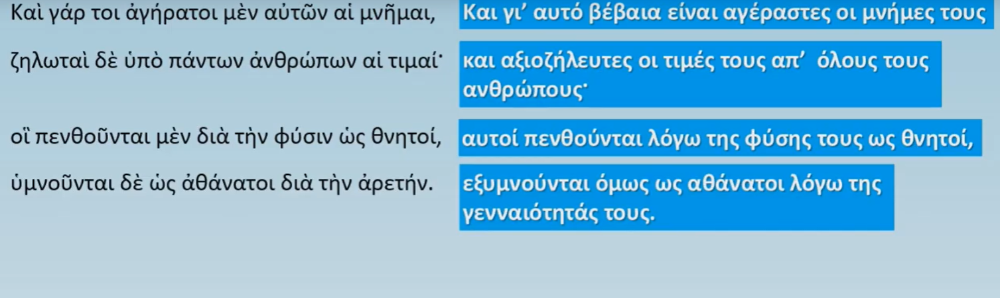 Καὶ γάρ τοι ἀγήρατοι μὲν αὐτῶν αἱ μνῆμαι,
Και γι’ αυτό βέβαια είναι αγέραστες οι μνήμες τους
ζηλωταὶ δὲ ὑπὸ πάντων ἀνθρώπων αἱ τιμαί·
και αξιοζήλευτες οι τιμές τους απ’ όλους τους
ανθρώπους·
οἳ πενθοῦνται μὲν διὰ τὴν φύσιν ὡς θνητοί,
αυτοί πενθούνται λόγω της φύσης τους ως θνητοί,
ὑμνοῦνται δὲ ὡς ἀθάνατοι διὰ τὴν ἀρετήν.
εξυμνούνται όμως ως αθάνατοι λόγω της
γενναιότητάς τους.